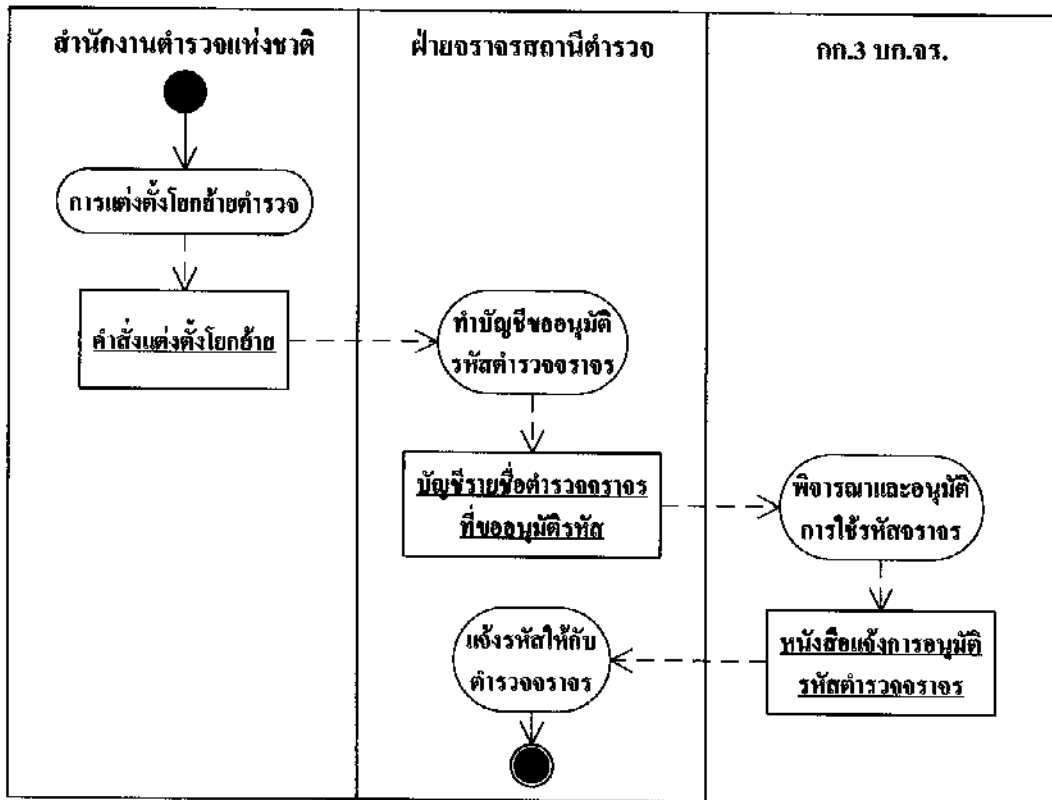 สำนักงานตำรวจแห่งชาติ
ฝ่ายจราจรสถานีตำรวจ
กก.3 บก.จร.
การแต่งตั้งโยกย้ายตำรวจ
คำสั่งแต่งตั้งโยกย้าย
ทำบัญชีขออนุมัติ
รหัสตำรวจจราจร
บัญชีรายชื่อตำรวจจราจร
ที่ขออนุมัติรหัส
พิจารณาและอนุมัติ
การใช้รหัสจราจร
หนังสือแจ้งการอนุมัติ
รหัสตำรวจจราจร
แจ้งรหัสให้กับ
ตำรวจจราจร